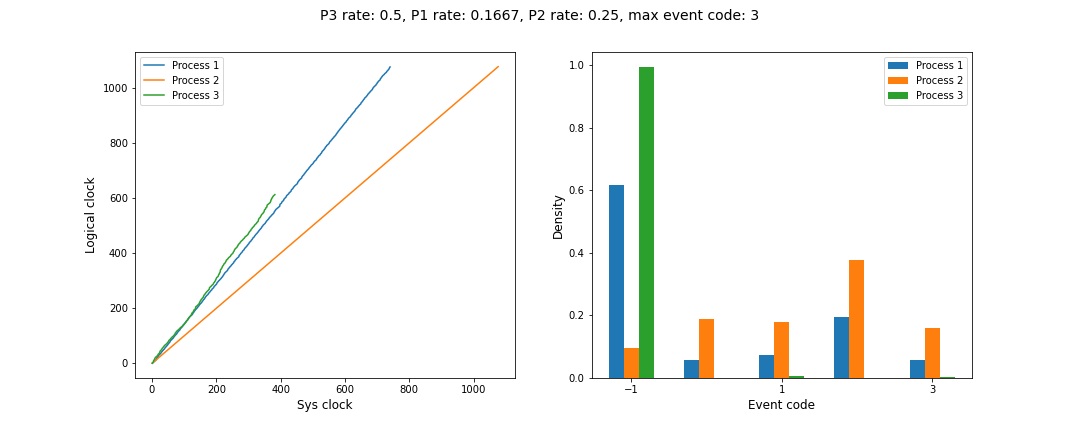 P3 rate: 0.5, P1 rate: 0.1667, P2 rate: 0.25, max event code: 3
Process 1
Process 2
Process 3
1000
800
600
400
200
0
Logical clock
0
200
400
600
800
1000
Sys clock
Process 1
Process 2
Process 3
1.0
0.8
0.6
0.4
0.2
0.0
Density
−1
1
3
Event code